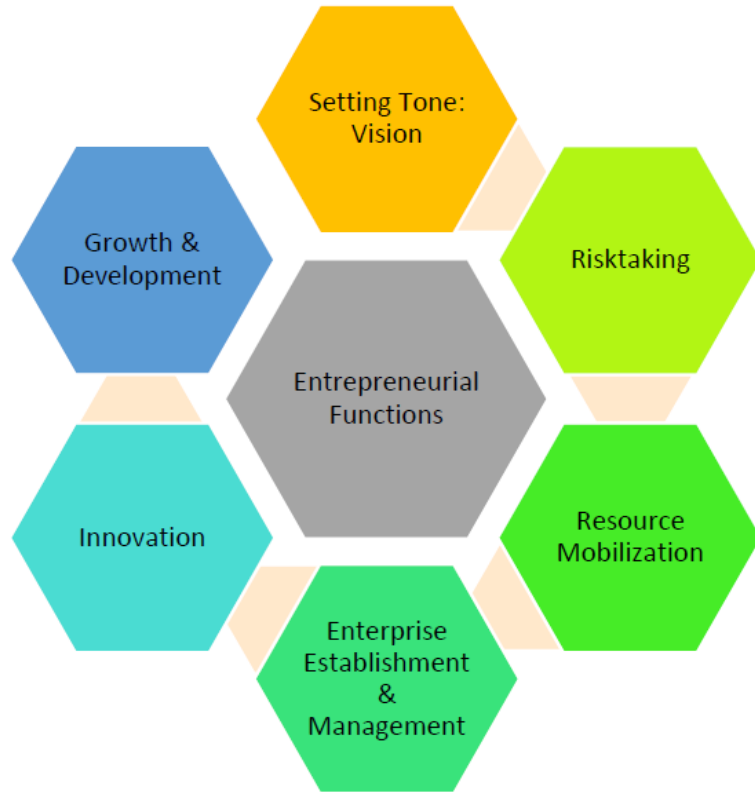 Setting Tone:
Vision
Risktaking
Resource
Mobilization
Enterprise
Establishment
&
Management
Innovation
Growth &
Development
Entrepreneurial
Functions